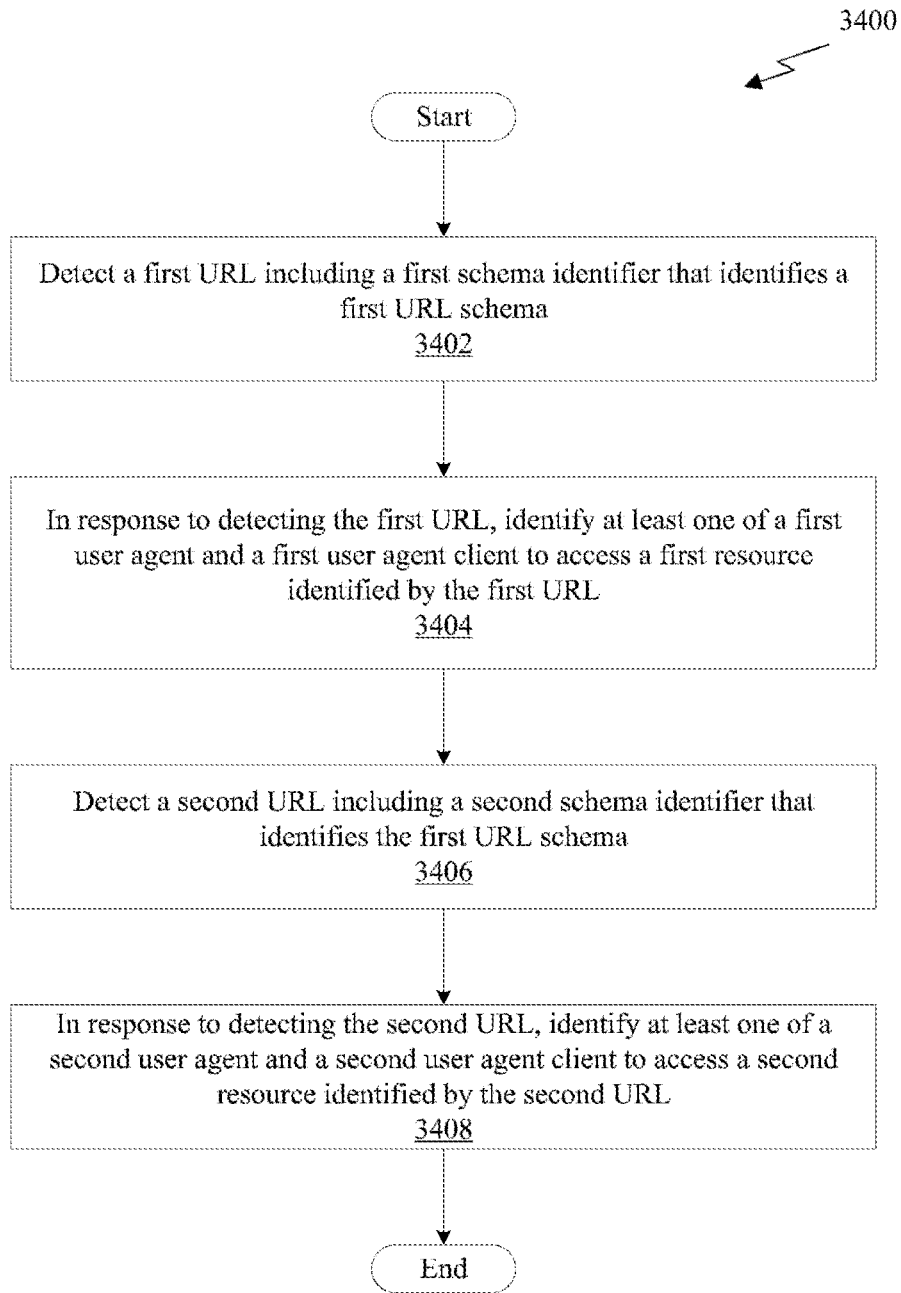 3400
Start
Detect a first URL including a first schema identifier that identifies a
first URL schema
3402
In response to detecting the first URL, identify at least one of a first
user agent and a first user agent client to access a first resource
identified by the first URL
3404
Detect a second URL including a second schema identifier that
identifies the first URL schema
3406
In response to detecting the second URL, identify at least one of a
second user agent and a second user agent client to access a second
resource identified by the second URL
3408
End